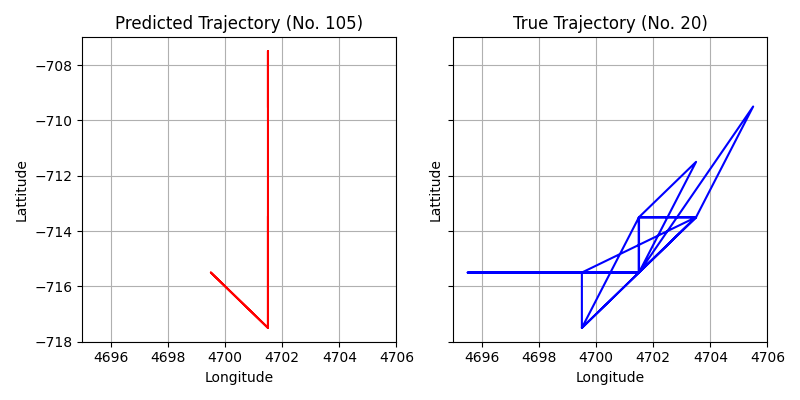 Predicted Trajectory (No. 105)
True Trajectory (No. 20)
−708
−710
−712
−714
−716
−718
Lattitude
4696 4698 4700 4702 4704 4706
Longitude
Lattitude
4696 4698 4700 4702 4704 4706
Longitude